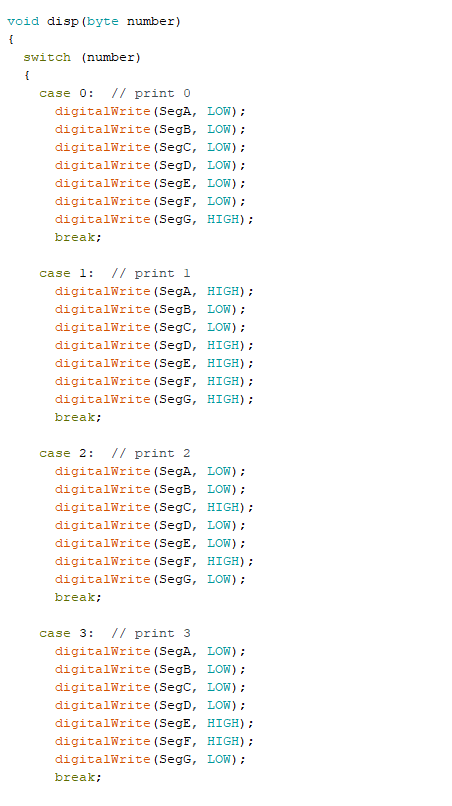 void disp(byte number)
{
  switch (number)
  {
    case 0:  // print 0
      digitalWrite(SegA, LOW);
      digitalWrite(SegB, LOW);
      digitalWrite(SegC, LOW);
      digitalWrite(SegD, LOW);
      digitalWrite(SegE, LOW);
      digitalWrite(SegF, LOW);
      digitalWrite(SegG, HIGH);
      break;

    case 1:  // print 1
      digitalWrite(SegA, HIGH);
      digitalWrite(SegB, LOW);
      digitalWrite(SegC, LOW);
      digitalWrite(SegD, HIGH);
      digitalWrite(SegE, HIGH);
      digitalWrite(SegF, HIGH);
      digitalWrite(SegG, HIGH);
      break;

    case 2:  // print 2
      digitalWrite(SegA, LOW);
      digitalWrite(SegB, LOW);
      digitalWrite(SegC, HIGH);
      digitalWrite(SegD, LOW);
      digitalWrite(SegE, LOW);
      digitalWrite(SegF, HIGH);
      digitalWrite(SegG, LOW);
      break;

    case 3:  // print 3
      digitalWrite(SegA, LOW);
      digitalWrite(SegB, LOW);
      digitalWrite(SegC, LOW);
      digitalWrite(SegD, LOW);
      digitalWrite(SegE, HIGH);
      digitalWrite(SegF, HIGH);
      digitalWrite(SegG, LOW);
      break;